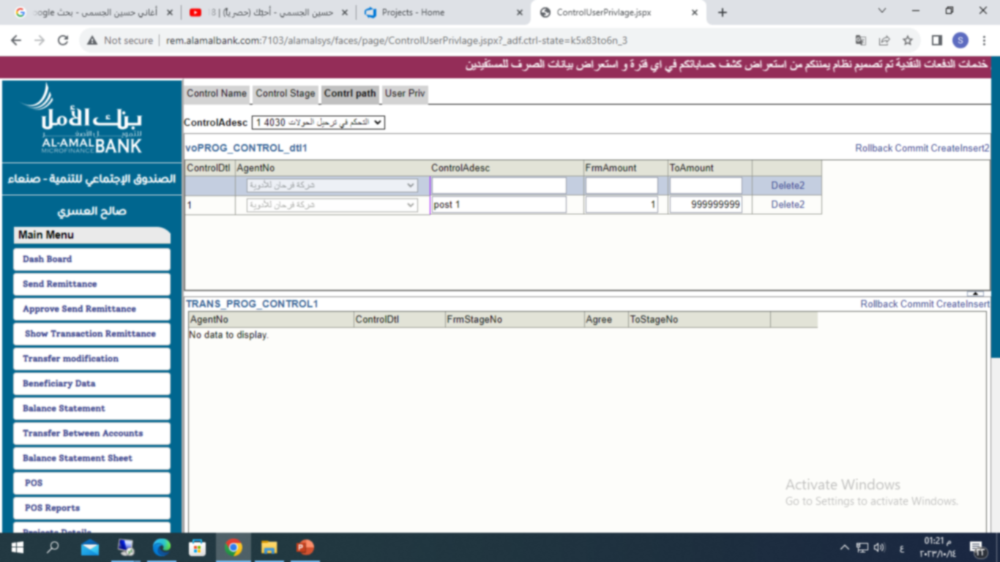 أغاني حسين الجسمي - بحث
حسين الجسمي - أحبّك (حصرياً) | 18
Projects - Home
ControlUserPrivlage.jspx
Not secure
rem.alamalbank.com:7103/alamalsys/faces/page/ControlUserPrivlage.jspx?_adf.ctrl-state=k5x83to6n_3
خدمات الدفعات النقدية تم تصميم نظام يمنكم من استعراض كشف حساباتكم في اي فترة و استعراض بيانات الصرف للمستفيدين
بنك الأمل
AL-AMAL BANK
MICROFINANCE
الصندوق الإجتماعي للتنمية - صنعاء
صالح العسري
Main Menu
Dash Board
Send Remittance
Approve Send Remittance
Show Transaction Remittance
Transfer modification
Beneficiary Data
Balance Statement
Transfer Between Accounts
Balance Statement Sheet
POS
POS Reports
Projects Details
Control Name Control Stage Contrl path User Priv
ControlAdesc 1 4030 التحكم في ترحيل الحولات
voPROG_CONTROL_dtl1 Rollback Commit CreateInsert2
ControlDtl AgentNo ControlAdesc FrmAmount ToAmount
شركة فرحان للأدوية Delete2
1 شركة فرحان للأدوية post 1 1 999999999 Delete2
TRANS_PROG_CONTROL1 Rollback Commit CreateInsert
AgentNo ControlDtl FrmStageNo Agree ToStageNo
No data to display.
Activate Windows
Go to Settings to activate Windows.
ع
01:21 م
٢٠٢٣/١٠/١٤